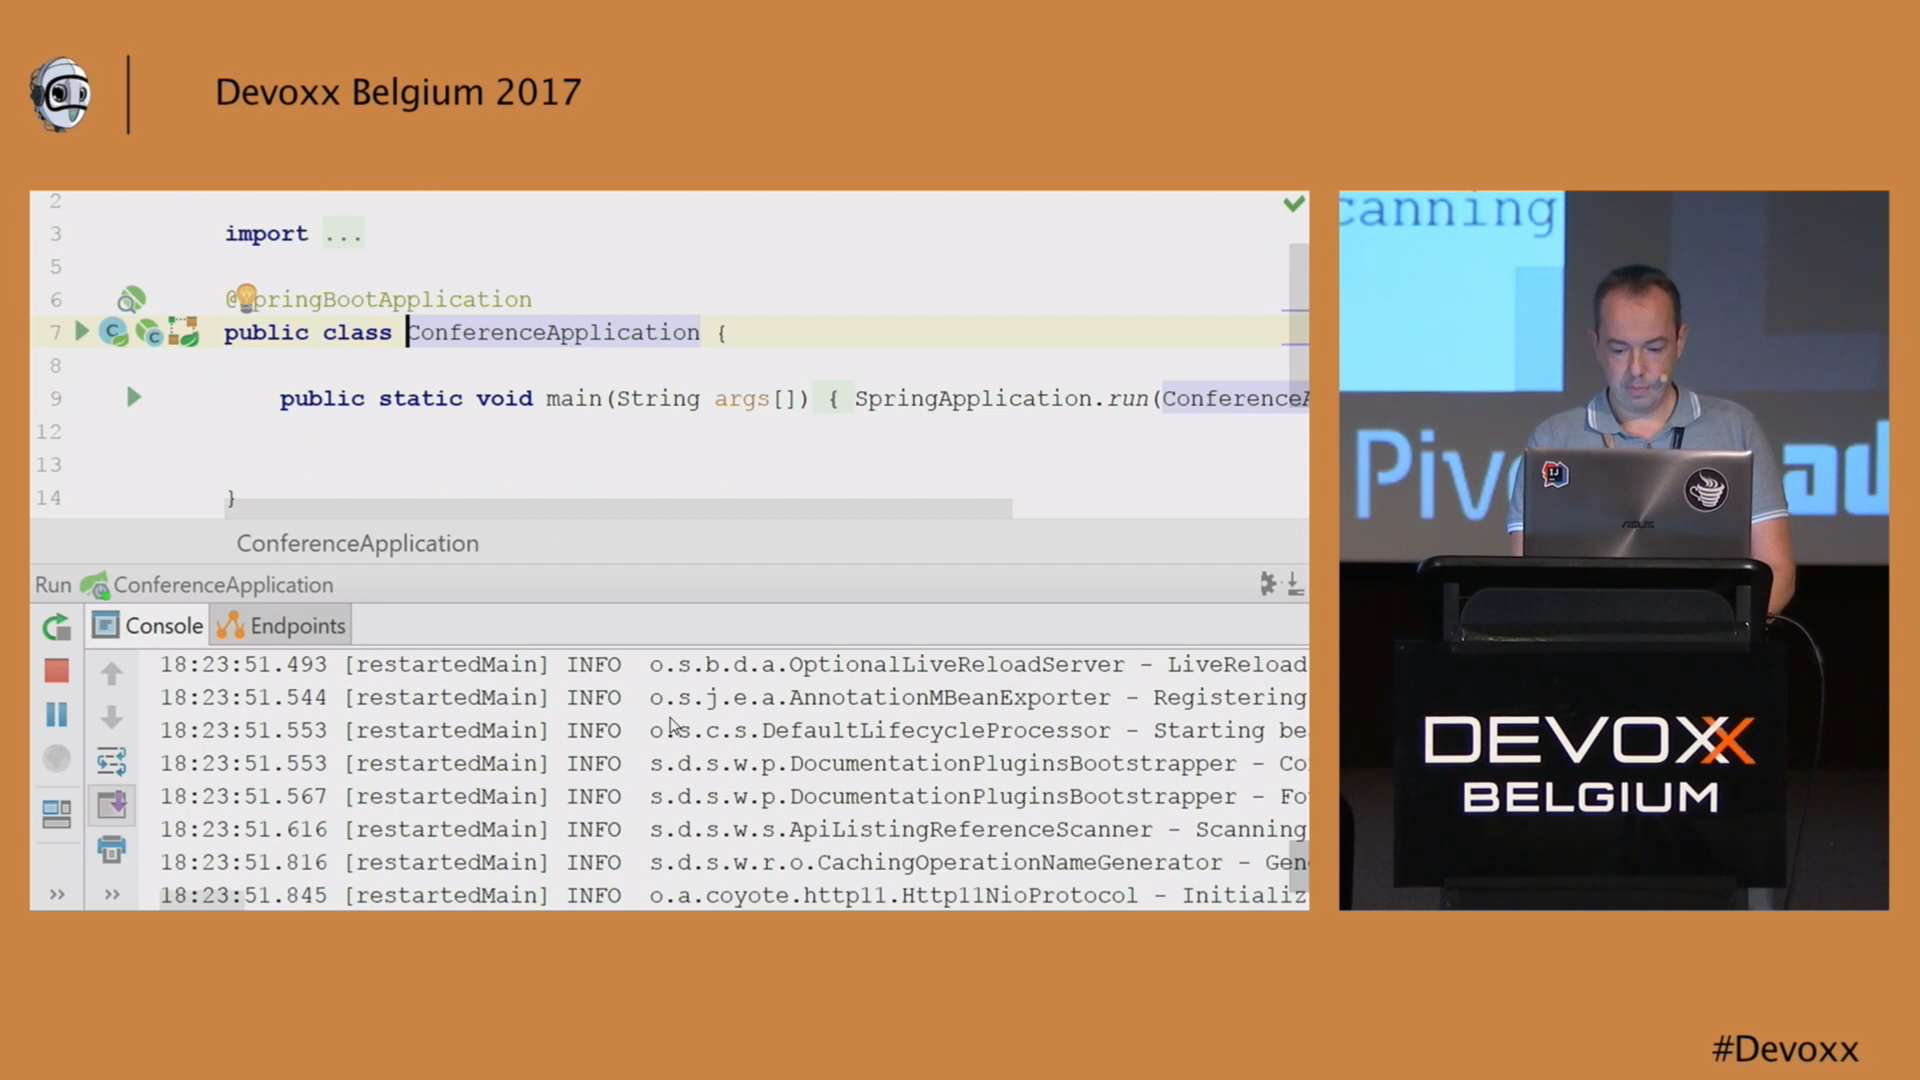 Devoxx Belgium 2017
2
3 import ...
5
6 @SpringBootApplication
7 public class ConferenceApplication {
8
9 public static void main(String args[]) { SpringApplication.run(ConferenceA
12
13
14 }
ConferenceApplication
Run ConferenceApplication
Console Endpoints
18:23:51.493 [restartedMain] INFO o.s.b.d.a.OptionalLiveReloadServer - LiveReload
18:23:51.544 [restartedMain] INFO o.s.j.e.a.AnnotationMBeanExporter - Registering
18:23:51.553 [restartedMain] INFO o.s.c.s.DefaultLifecycleProcessor - Starting be
18:23:51.553 [restartedMain] INFO s.d.s.w.p.DocumentationPluginsBootstrapper - Co
18:23:51.567 [restartedMain] INFO s.d.s.w.p.DocumentationPluginsBootstrapper - Fo
18:23:51.616 [restartedMain] INFO s.d.s.w.s.ApiListingReferenceScanner - Scanning
18:23:51.816 [restartedMain] INFO s.d.s.w.r.o.CachingOperationNameGenerator - Gen
18:23:51.845 [restartedMain] INFO o.a.coyote.http11.Http11NioProtocol - Initializ
canning
Piv
IJ
ASUS
DEVOXX
BELGIUM
#Devoxx